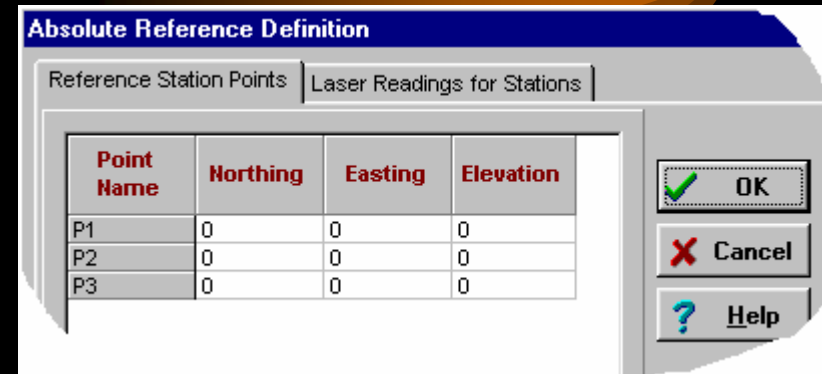 Absolute Reference Definition
Reference Station Points Laser Readings for Stations
Point Name Northing Easting Elevation
P1 0 0 0
P2 0 0 0
P3 0 0 0
OK
Cancel
Help